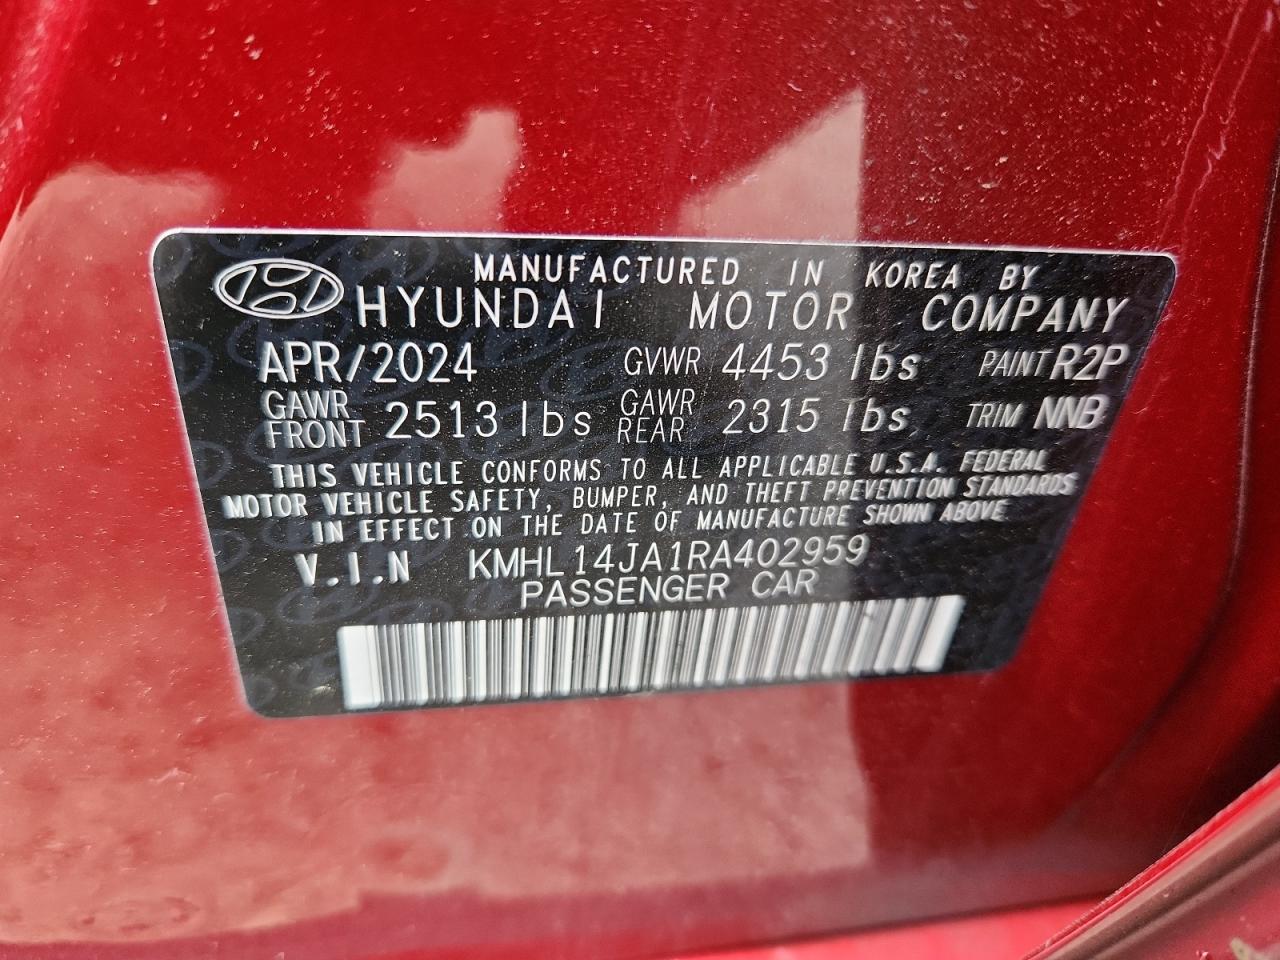 MANUFACTURED IN KOREA BY
HYUNDAI MOTOR COMPANY
APR/2024 GVWR 4453 lbs PAINT R2P
GAWR FRONT 2513 lbs GAWR REAR 2315 lbs TRIM NNB
THIS VEHICLE CONFORMS TO ALL APPLICABLE U.S.A. FEDERAL
MOTOR VEHICLE SAFETY, BUMPER, AND THEFT PREVENTION STANDARDS
IN EFFECT ON THE DATE OF MANUFACTURE SHOWN ABOVE
V.I.N KMHL14JA1RA402959
PASSENGER CAR